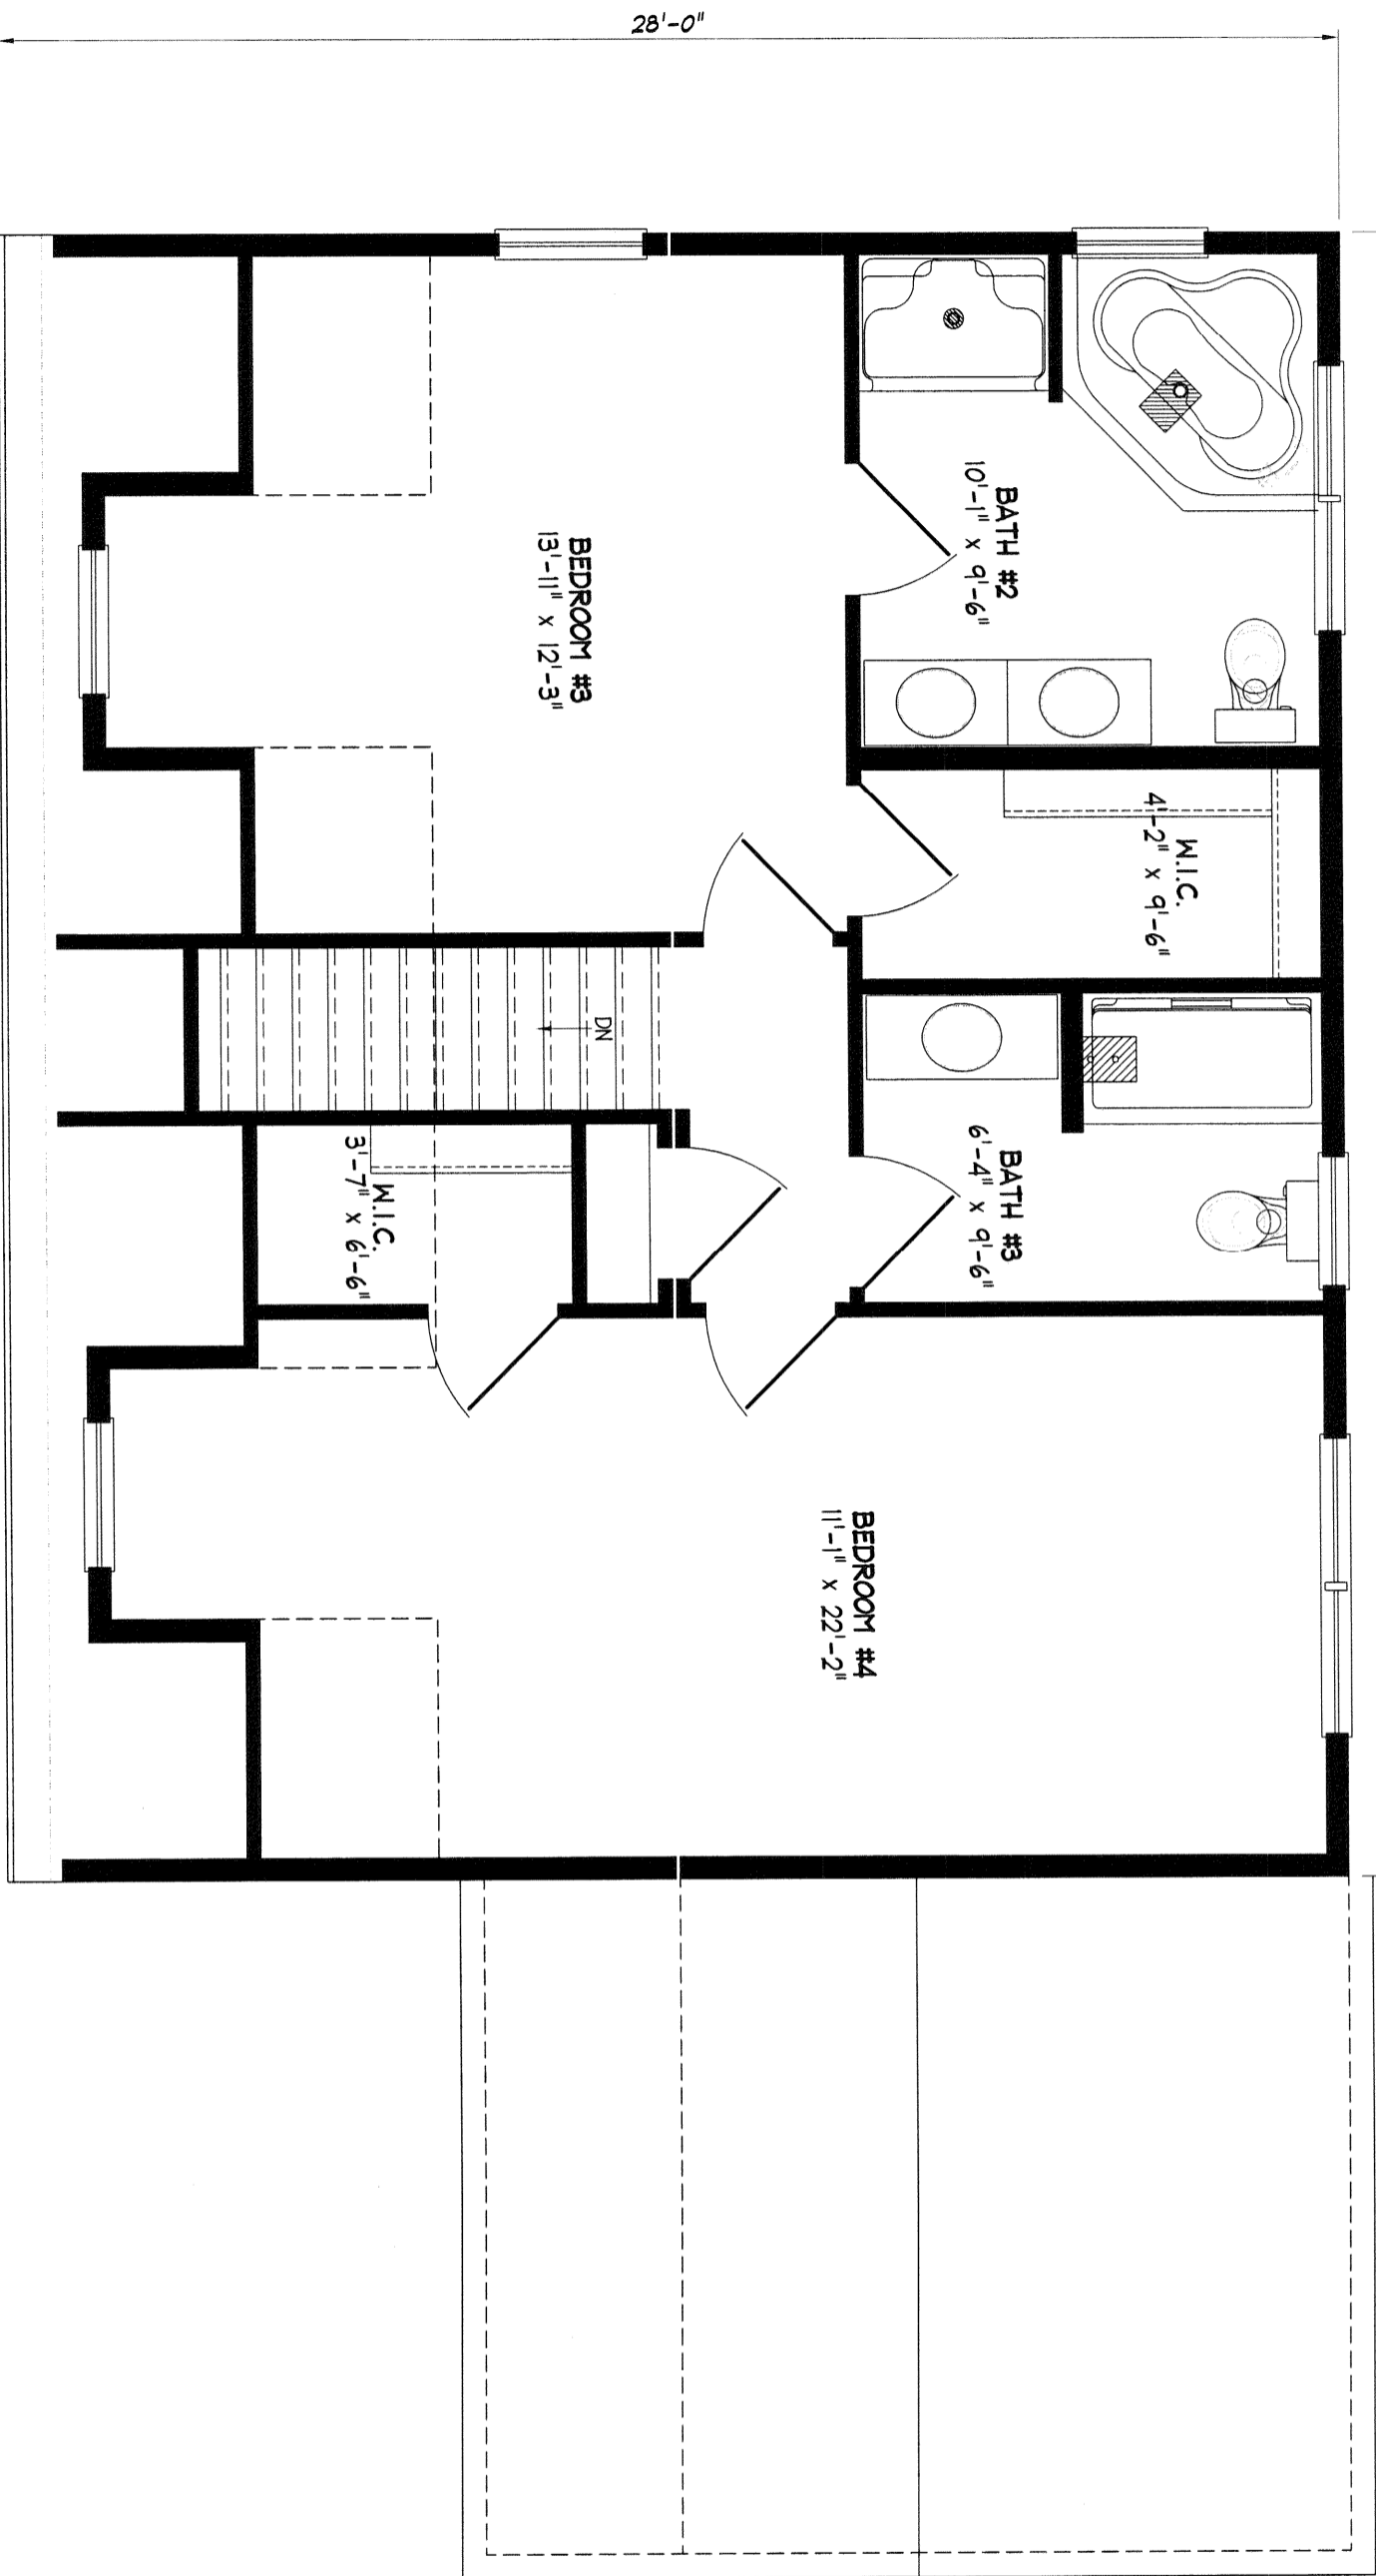 28'-0"
BATH #2
10'-1" x 9'-6"
W.I.C.
4'-2" x 9'-6"
BEDROOM #3
13'-11" x 12'-3"
DN
BATH #3
6'-4" x 9'-6"
W.I.C.
3'-7" x 6'-6"
BEDROOM #4
11'-1" x 22'-2"